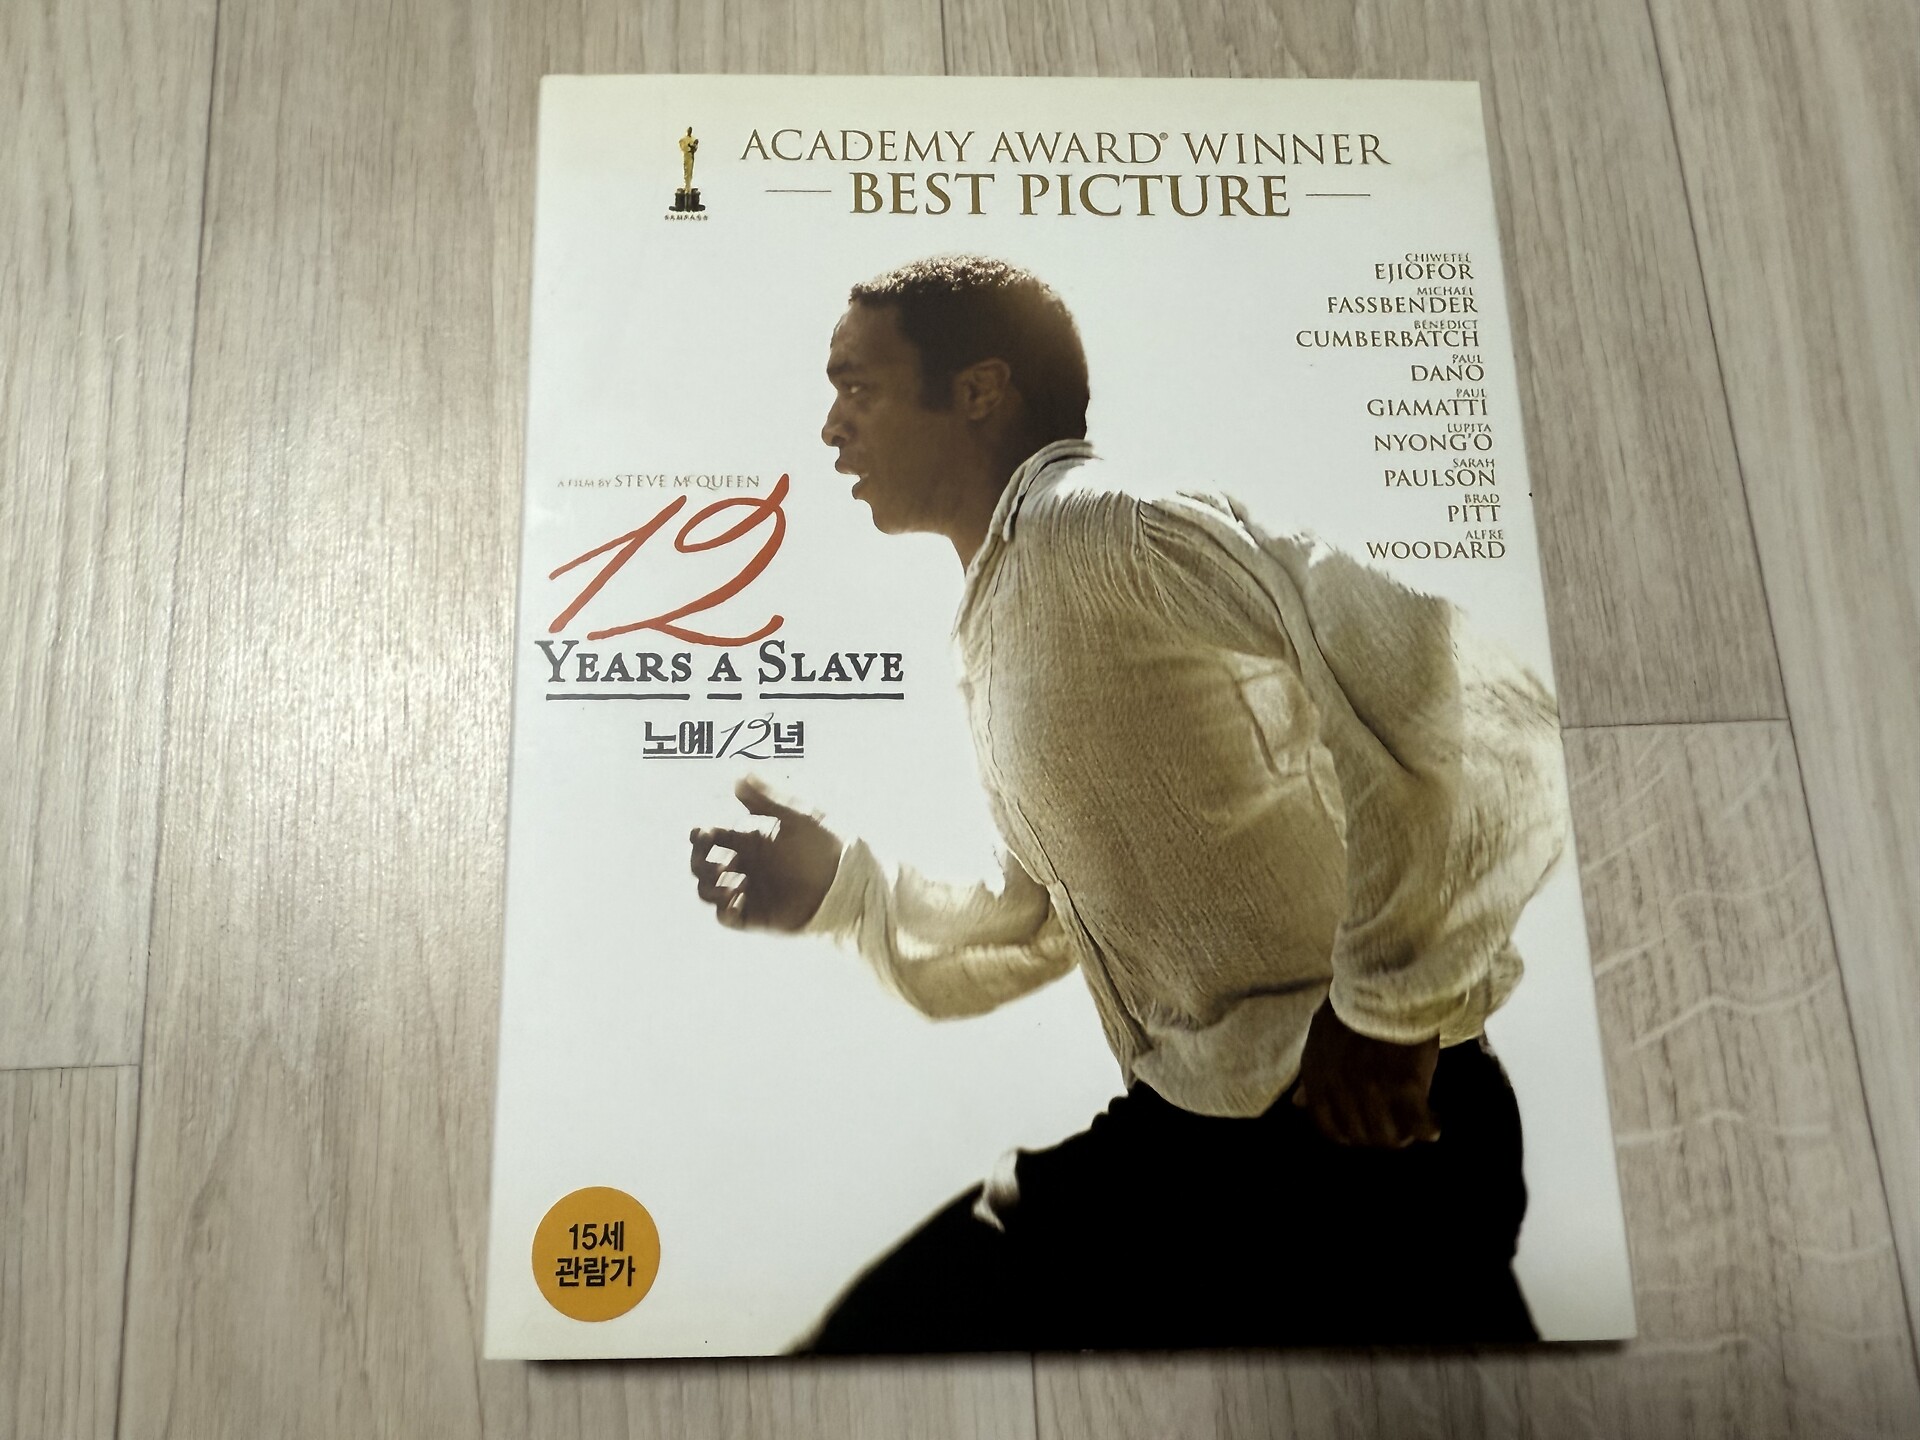 ACADEMY AWARD® WINNER
BEST PICTURE
©A.M.P.A.S.®
CHIWETEL
EJIOFOR
MICHAEL
FASSBENDER
BENEDICT
CUMBERBATCH
PAUL
DANO
PAUL
GIAMATTI
LUPITA
NYONG'O
SARAH
PAULSON
BRAD
PITT
ALFRE
WOODARD
A FILM BY STEVE McQUEEN
12
YEARS A SLAVE
노예12년
15세
관람가